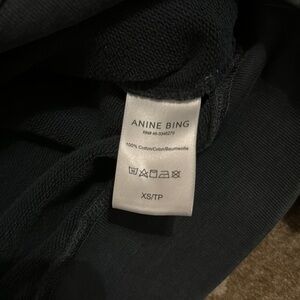 ANINE BING
100% Cotton/Coton/Baumwolle
XS/TP